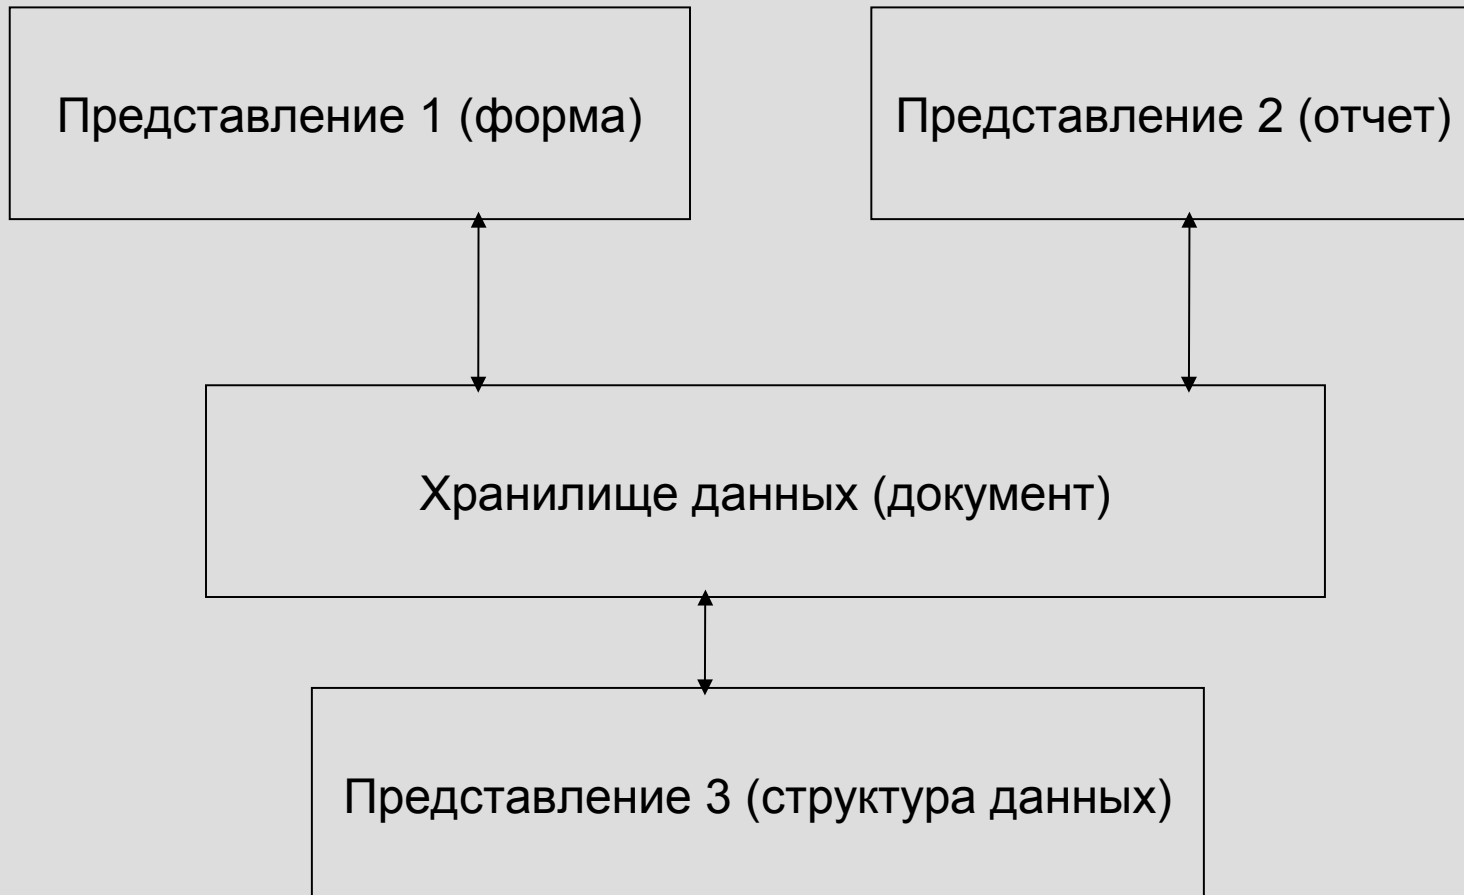 Представление 1 (форма)
Представление 2 (отчет)
Хранилище данных (документ)
Представление 3 (структура данных)